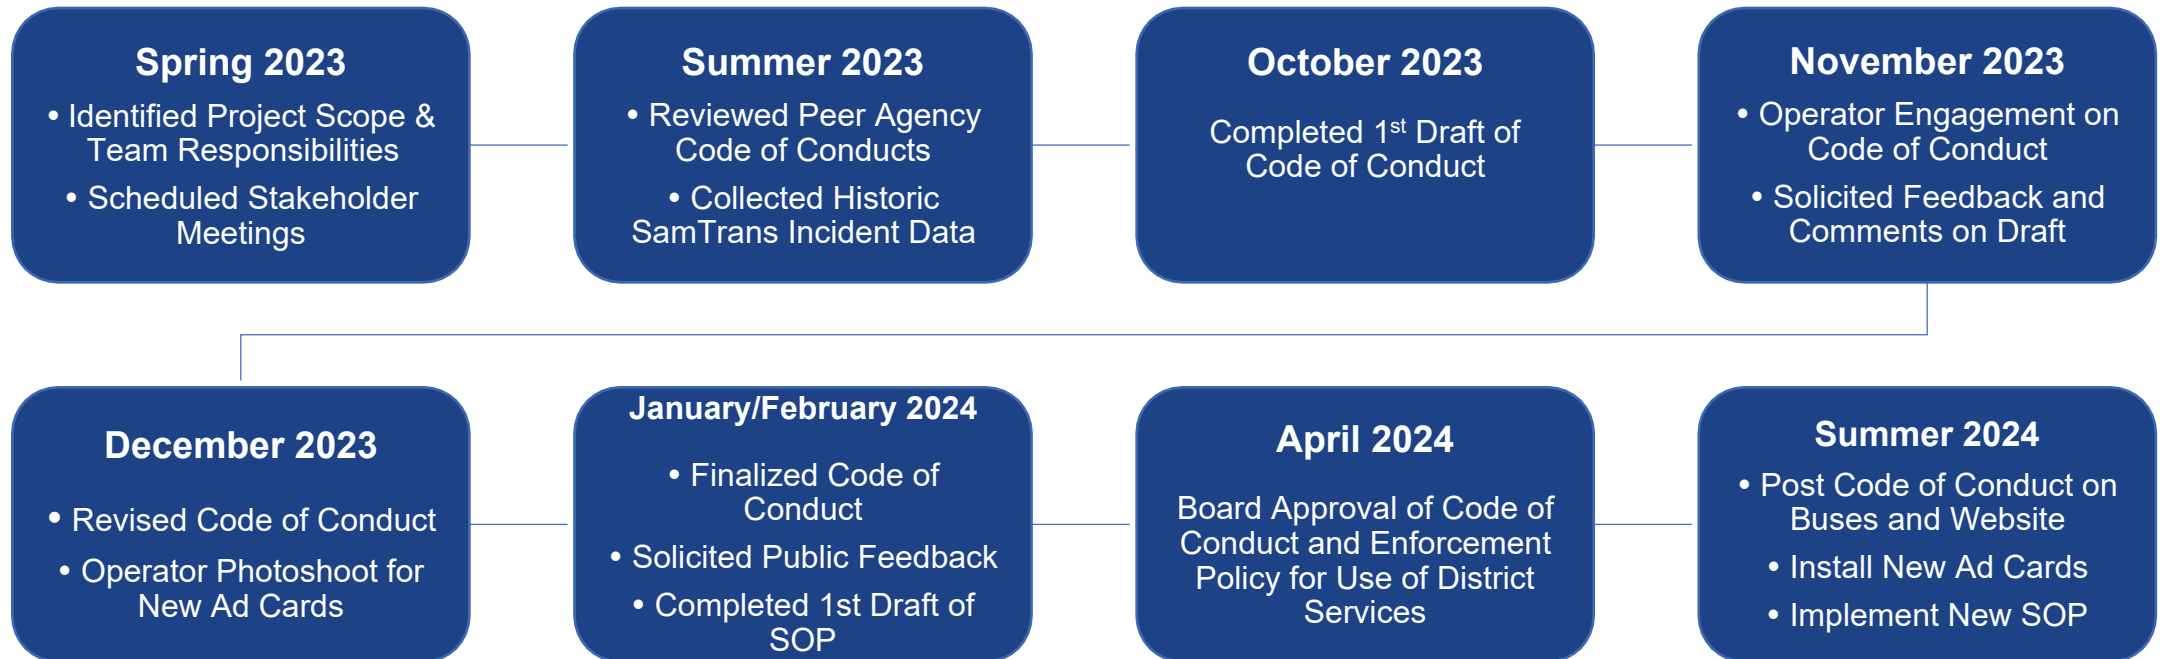 Spring 2023
• Identified Project Scope &
Team Responsibilities
• Scheduled Stakeholder
Meetings
Summer 2023
• Reviewed Peer Agency
Code of Conducts
• Collected Historic
SamTrans Incident Data
October 2023
Completed 1st Draft of
Code of Conduct
November 2023
• Operator Engagement on
Code of Conduct
• Solicited Feedback and
Comments on Draft
December 2023
• Revised Code of Conduct
• Operator Photoshoot for
New Ad Cards
January/February 2024
• Finalized Code of
Conduct
• Solicited Public Feedback
• Completed 1st Draft of
SOP
April 2024
Board Approval of Code of
Conduct and Enforcement
Policy for Use of District
Services
Summer 2024
• Post Code of Conduct on
Buses and Website
• Install New Ad Cards
• Implement New SOP